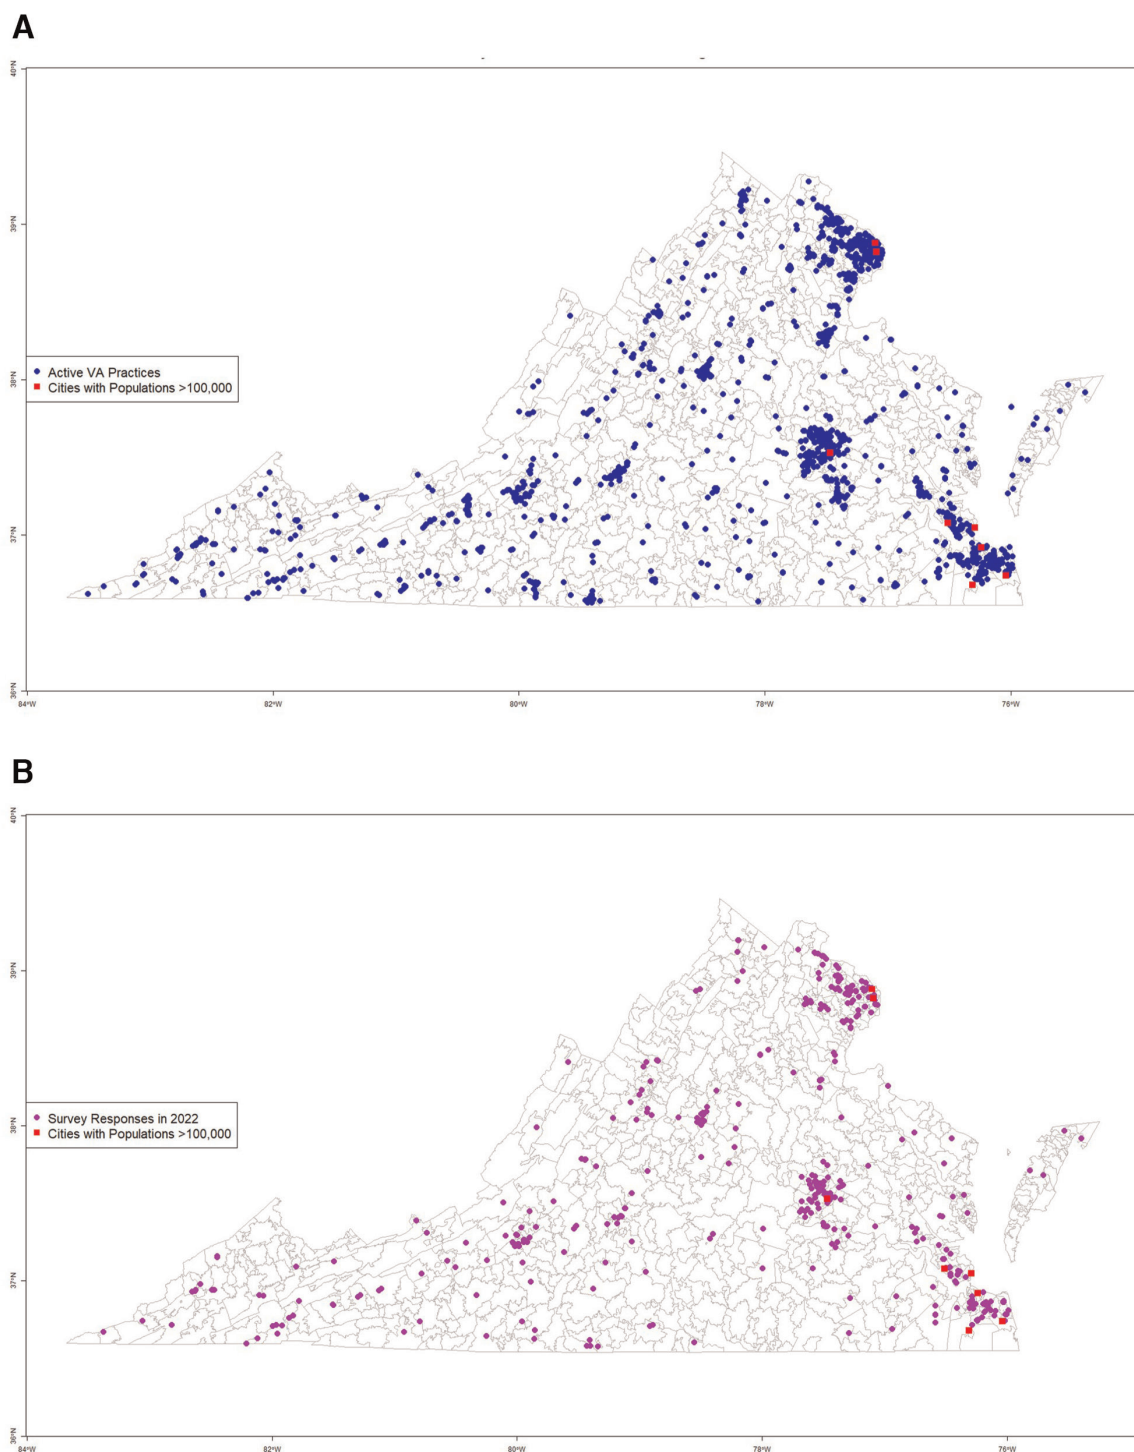 A
40°N
39°N
38°N
37°N
36°N
Active VA Practices
Cities with Populations >100,000
84°W 82°W 80°W 78°W 76°W
B
40°N
39°N
38°N
37°N
36°N
Survey Responses in 2022
Cities with Populations >100,000
84°W 82°W 80°W 78°W 76°W